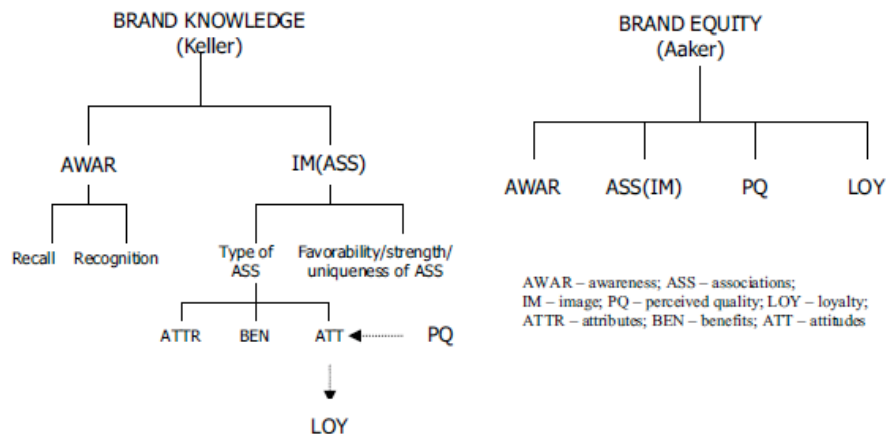 BRAND KNOWLEDGE
(Keller)
AWAR
IM(ASS)
Recall
Recognition
Type of
ASS
Favorability/strength/
uniqueness of ASS
ATTR
BEN
ATT
PQ
LOY
BRAND EQUITY
(Aaker)
AWAR
ASS(IM)
PQ
LOY
AWAR – awareness; ASS – associations;
IM – image; PQ – perceived quality; LOY – loyalty;
ATTR – attributes; BEN – benefits; ATT – attitudes